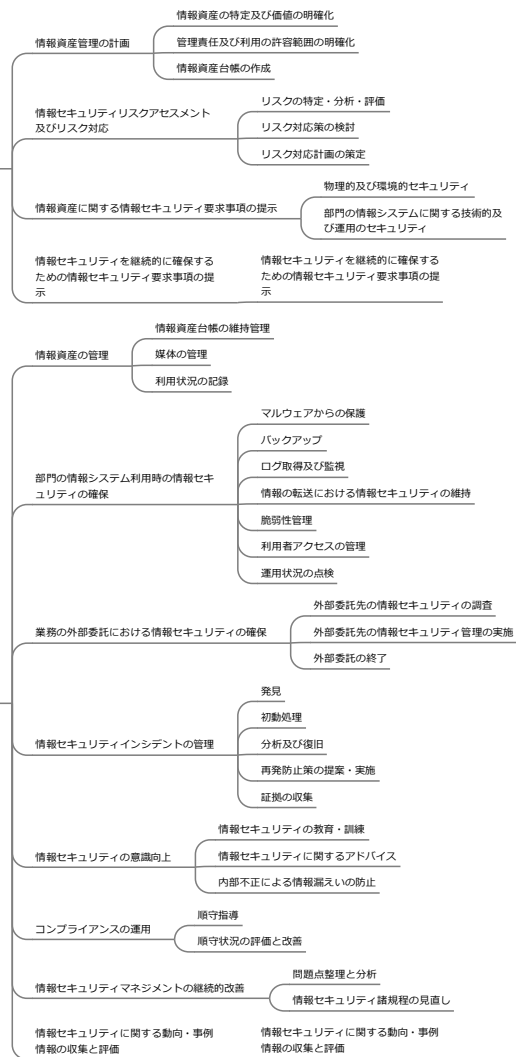 情報資産管理の計画
情報資産の特定及び価値の明確化
管理責任及び利用の許容範囲の明確化
情報資産台帳の作成
情報セキュリティリスクアセスメント
及びリスク対応
リスクの特定・分析・評価
リスク対応策の検討
リスク対応計画の策定
情報資産に関する情報セキュリティ要求事項の提示
物理的及び環境的セキュリティ
部門の情報システムに関する技術的及
び運用のセキュリティ
情報セキュリティを継続的に確保する
ための情報セキュリティ要求事項の提
示
情報セキュリティを継続的に確保する
ための情報セキュリティ要求事項の提
示
情報資産の管理
情報資産台帳の維持管理
媒体の管理
利用状況の記録
部門の情報システム利用時の情報セキ
ュリティの確保
マルウェアからの保護
バックアップ
ログ取得及び監視
情報の転送における情報セキュリティの維持
脆弱性管理
利用者アクセスの管理
運用状況の点検
業務の外部委託における情報セキュリティの確保
外部委託先の情報セキュリティの調査
外部委託先の情報セキュリティ管理の実施
外部委託の終了
情報セキュリティインシデントの管理
発見
初動処理
分析及び復旧
再発防止策の提案・実施
証拠の収集
情報セキュリティの意識向上
情報セキュリティの教育・訓練
情報セキュリティに関するアドバイス
内部不正による情報漏えいの防止
コンプライアンスの運用
順守指導
順守状況の評価と改善
情報セキュリティマネジメントの継続的改善
問題点整理と分析
情報セキュリティ諸規程の見直し
情報セキュリティに関する動向・事例
情報の収集と評価
情報セキュリティに関する動向・事例
情報の収集と評価